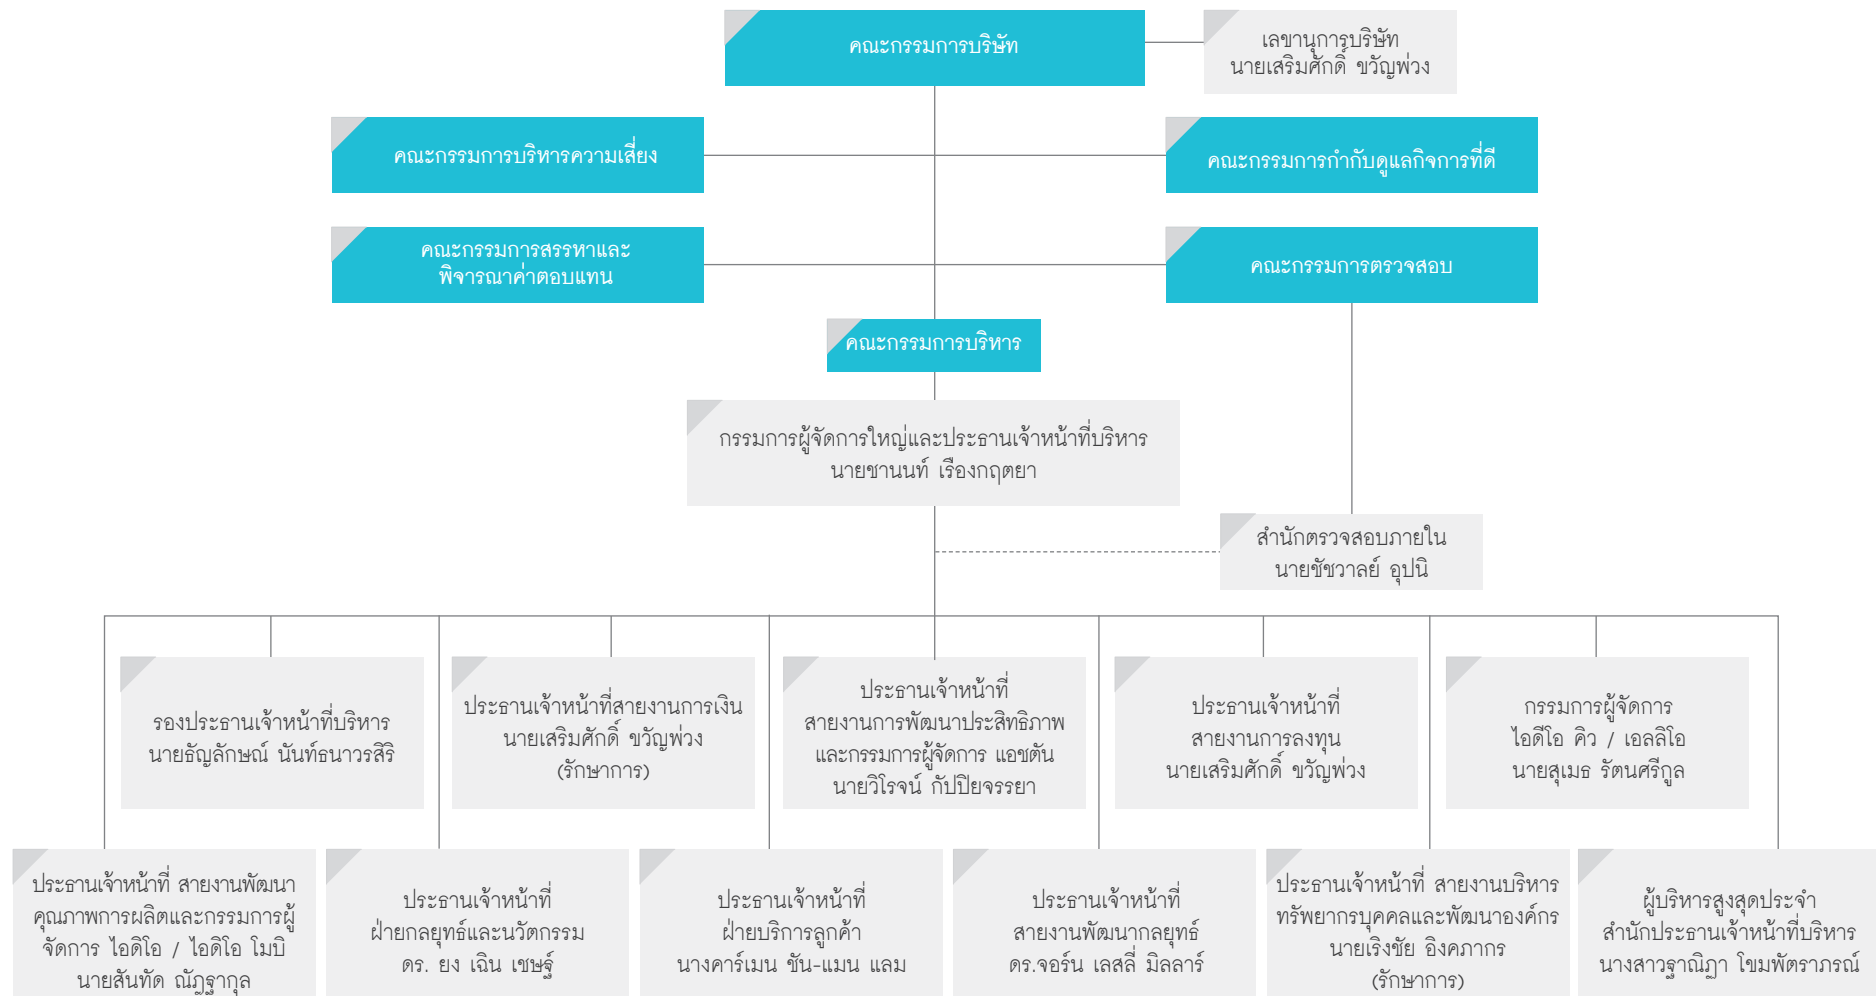 คณะกรรมการบริษัท
เลขานุการบริษัท
นายเสริมศักดิ์ ขวัญพ่วง
คณะกรรมการบริหารความเสี่ยง
คณะกรรมการกำกับดูแลกิจการที่ดี
คณะกรรมการสรรหาและ
พิจารณาค่าตอบแทน
คณะกรรมการตรวจสอบ
คณะกรรมการบริหาร
กรรมการผู้จัดการใหญ่และประธานเจ้าหน้าที่บริหาร
นายชานนท์ เรืองกฤตยา
สำนักตรวจสอบภายใน
นายชัชวาลย์ อุปนิ
รองประธานเจ้าหน้าที่บริหาร
นายธัญลักษณ์ นันท์ธนาวรสิริ
ประธานเจ้าหน้าที่สายงานการเงิน
นายเสริมศักดิ์ ขวัญพ่วง
(รักษาการ)
ประธานเจ้าหน้าที่
สายงานการพัฒนาประสิทธิภาพ
และกรรมการผู้จัดการ แอชตัน
นายวิโรจน์ กัปปิยจรรยา
ประธานเจ้าหน้าที่
สายงานการลงทุน
นายเสริมศักดิ์ ขวัญพ่วง
กรรมการผู้จัดการ
ไอดีโอ คิว / เอลลิโอ
นายสุเมธ รัตนศรีกูล
ประธานเจ้าหน้าที่ สายงานพัฒนา
คุณภาพการผลิตและกรรมการผู้
จัดการ ไอดิโอ / ไอดิโอ โมบิ
นายสันทัด ณัฏฐากุล
ประธานเจ้าหน้าที่
ฝ่ายกลยุทธ์และนวัตกรรม
ดร. ยง เฉิน เชษฐ์
ประธานเจ้าหน้าที่
ฝ่ายบริการลูกค้า
นางคาร์เมน ชัน-แมน แลม
ประธานเจ้าหน้าที่
สายงานพัฒนากลยุทธ์
ดร.จอร์น เลสลี่ มิลลาร์
ประธานเจ้าหน้าที่ สายงานบริหาร
ทรัพยากรบุคคลและพัฒนาองค์กร
นายเริงชัย อิงคภากร
(รักษาการ)
ผู้บริหารสูงสุดประจำ
สำนักประธานเจ้าหน้าที่บริหาร
นางสาวฐาณิฏา โขมพัตราภรณ์